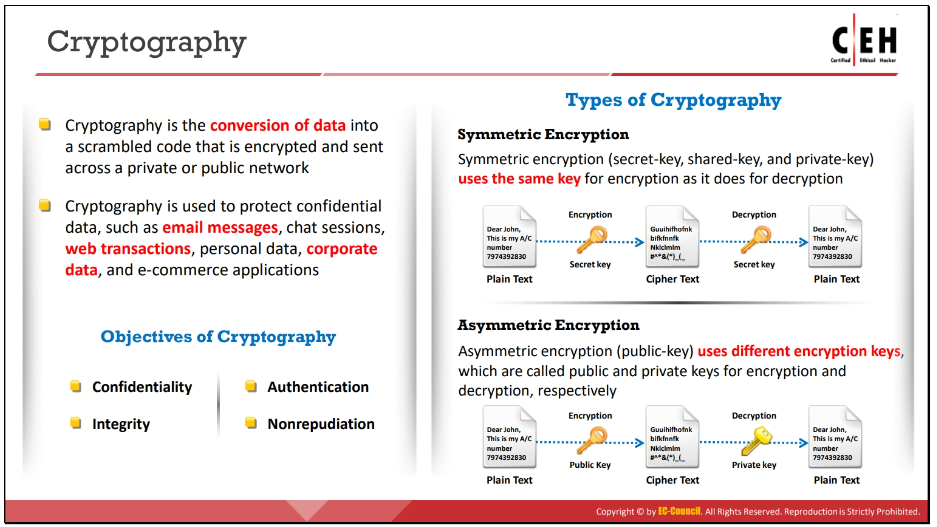 Cryptography
C|EH
Certified Ethical Hacker
Cryptography is the conversion of data into
a scrambled code that is encrypted and sent
across a private or public network
Cryptography is used to protect confidential
data, such as email messages, chat sessions,
web transactions, personal data, corporate
data, and e-commerce applications
Objectives of Cryptography
Confidentiality
Authentication
Integrity
Nonrepudiation
Types of Cryptography
Symmetric Encryption
Symmetric encryption (secret-key, shared-key, and private-key)
uses the same key for encryption as it does for decryption
Dear John,
This is my A/C
number
7974392830
Plain Text
Encryption
Secret key
Guuihifhofnk
bifkfnnfk
Nklclmlm
#^*&(*)_(_
Cipher Text
Decryption
Secret key
Dear John,
This is my A/C
number
7974392830
Plain Text
Asymmetric Encryption
Asymmetric encryption (public-key) uses different encryption keys,
which are called public and private keys for encryption and
decryption, respectively
Dear John,
This is my A/C
number
7974392830
Plain Text
Encryption
Public Key
Guuihifhofnk
bifkfnnfk
Nklclmlm
#^*&(*)_(_
Cipher Text
Decryption
Private key
Dear John,
This is my A/C
number
7974392830
Plain Text
Copyright © by EC-Council. All Rights Reserved. Reproduction is Strictly Prohibited.